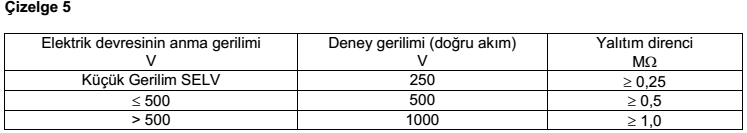 Çizelge 5
Elektrik devresinin anma gerilimi Deney gerilimi (doğru akım) Yalıtım direnci
V V MΩ
Küçük Gerilim SELV 250 ≥ 0,25
≤ 500 500 ≥ 0,5
> 500 1000 ≥ 1,0